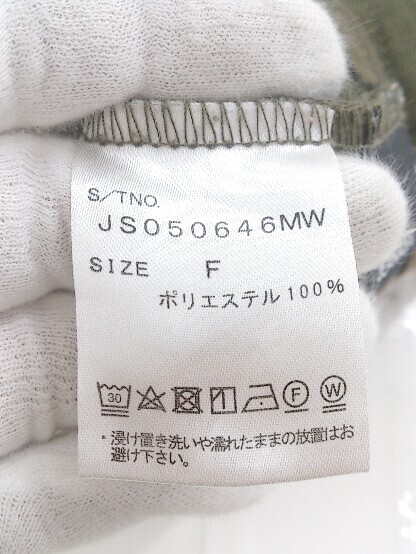 S/TNO.
JS050646MW
SIZE F
ポリエステル100%
30 F W
・浸け置き洗いや濡れたままの放置はお
避け下さい。